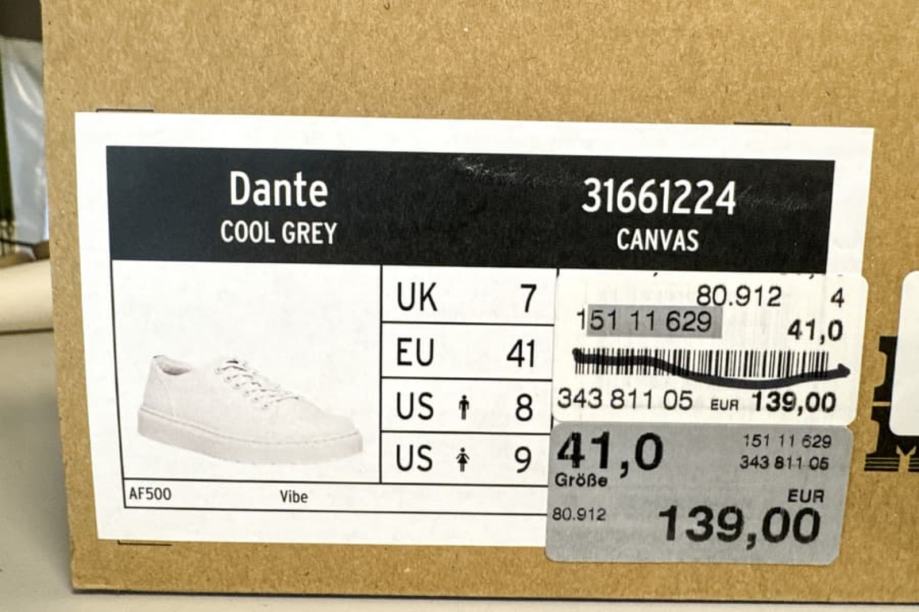 Dante
COOL GREY
31661224
CANVAS
UK 7
EU 41
US 8
US 9
AF500 Vibe
80.912 4
151 11 629 41,0
343 811 05 EUR 139,00
41,0
Größe
151 11 629
343 811 05
EUR
80.912 139,00